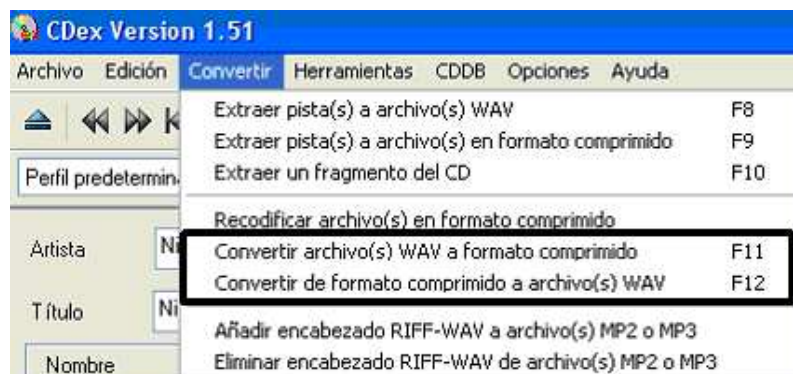 CDex Version 1.51
Archivo Edición Convertir Herramientas CDDB Opciones Ayuda
Extraer pista(s) a archivo(s) WAV F8
Extraer pista(s) a archivo(s) en formato comprimido F9
Perfil predetermin
Extraer un fragmento del CD F10
Recodificar archivo(s) en formato comprimido
Artista Ni
Convertir archivo(s) WAV a formato comprimido F11
Convertir de formato comprimido a archivo(s) WAV F12
Título Ni
Añadir encabezado RIFF-WAV a archivo(s) MP2 o MP3
Nombre
Eliminar encabezado RIFF-WAV de archivo(s) MP2 o MP3